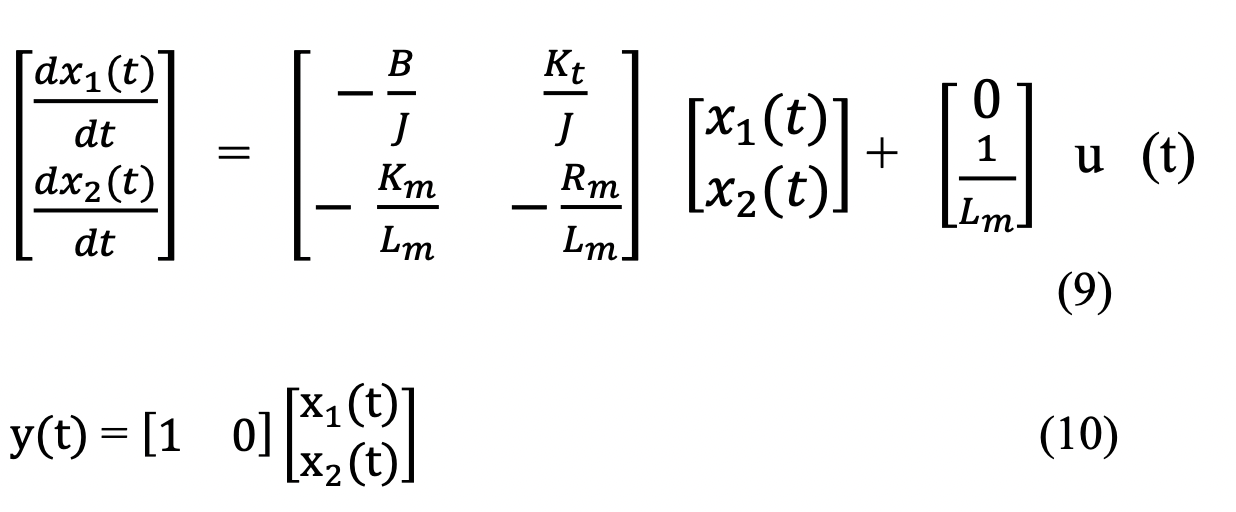 [dx₁(t)/dt; dx₂(t)/dt] = [−B/J  Kₜ/J; −Kₘ/Lₘ  −Rₘ/Lₘ] [x₁(t); x₂(t)] + [0; 1/Lₘ] u (t)
(9)
y(t) = [1 0] [x₁(t); x₂(t)] (10)